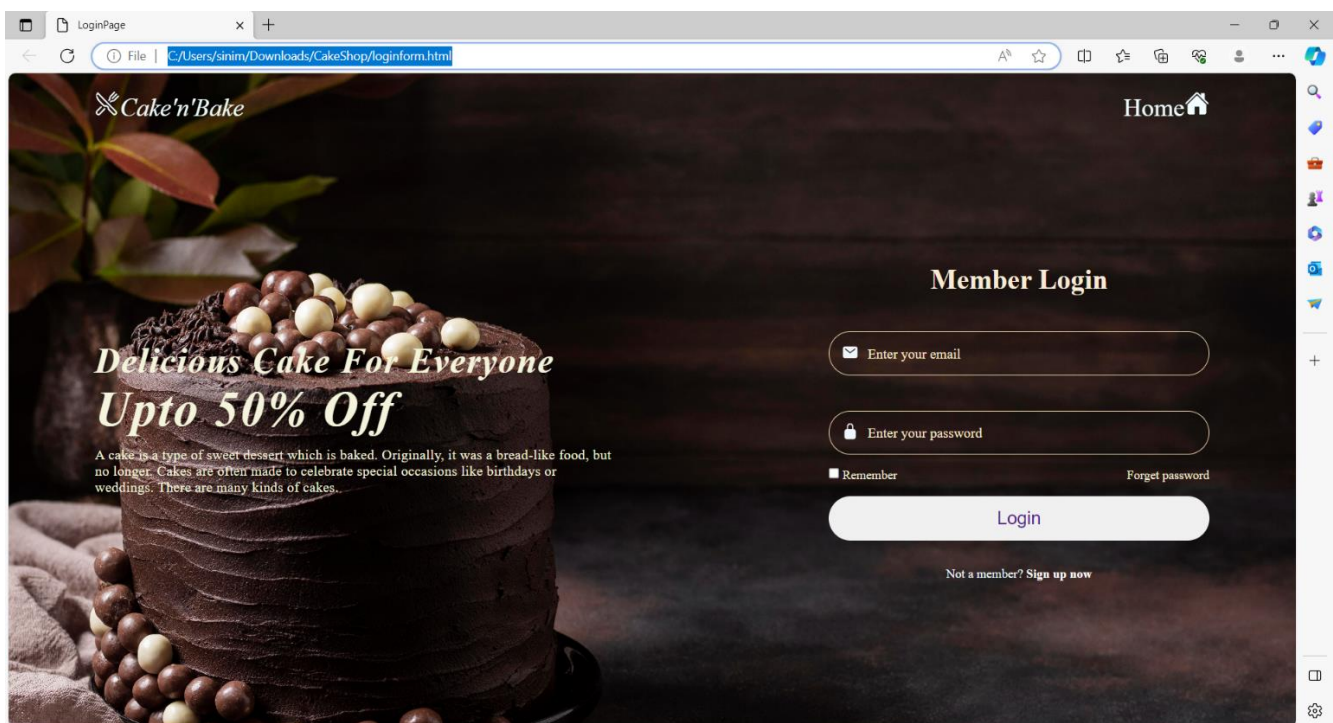 LoginPage
File | C:/Users/sinim/Downloads/CakeShop/loginform.html
Cake'n'Bake
Home
Member Login
Enter your email
Delicious Cake For Everyone
Upto 50% Off
Enter your password
A cake is a type of sweet dessert which is baked. Originally, it was a bread-like food, but
no longer. Cakes are often made to celebrate special occasions like birthdays or
weddings. There are many kinds of cakes..
Remember
Forget password
Login
Not a member? Sign up now